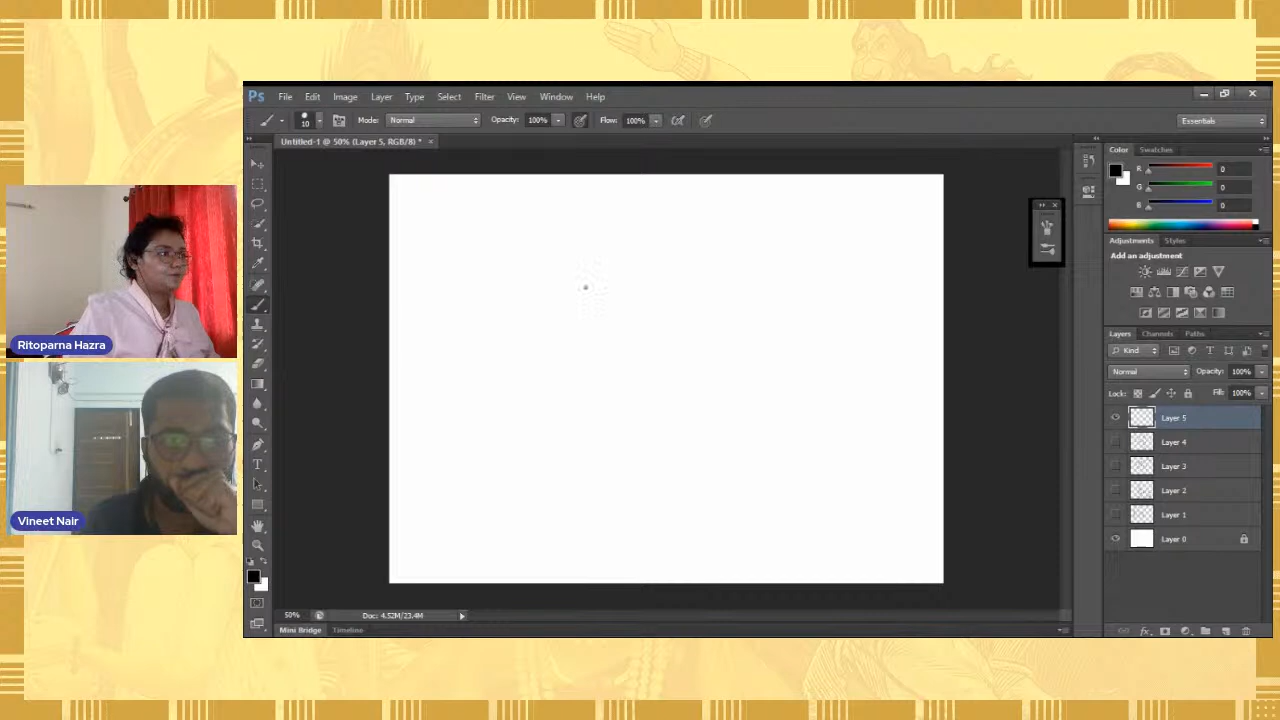 Ps File Edit Image Layer Type Select Filter View Window Help
10 Mode: Normal Opacity: 100% Flow: 100% Essentials
Untitled-1 @ 50% (Layer 5, RGB/8) *
Color Swatches
R 0
G 0
B 0
Adjustments Styles
Add an adjustment
Layers Channels Paths
Kind
Normal Opacity: 100%
Lock: Fill: 100%
Layer 5
Layer 4
Layer 3
Layer 2
Layer 1
Layer 0
Ritoparna Hazra
Vineet Nair
50% Doc: 4.52M/23.4M
Mini Bridge Timeline